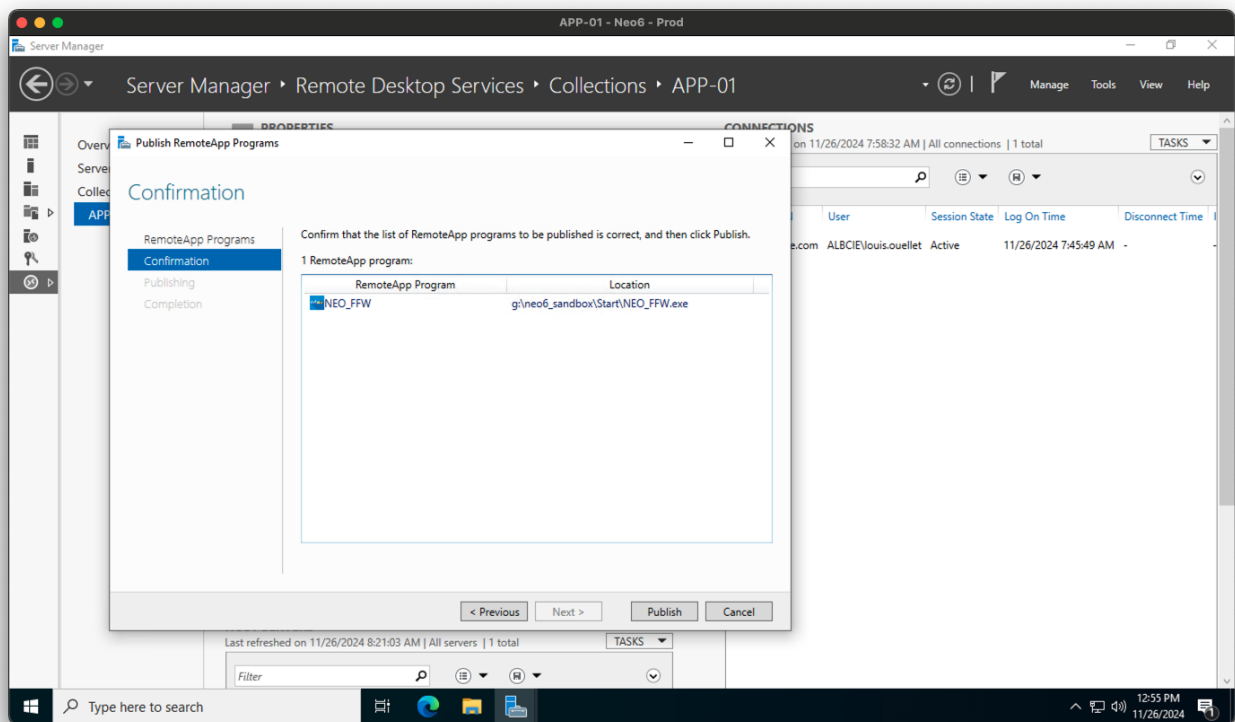 APP-01 - Neo6 - Prod
Server Manager
Server Manager ‣ Remote Desktop Services ‣ Collections ‣ APP-01
Manage Tools View Help
PROPERTIES
CONNECTIONS
on 11/26/2024 7:58:32 AM | All connections | 1 total
TASKS
Overv
Server
Collec
APP
Publish RemoteApp Programs
Confirmation
RemoteApp Programs
Confirmation
Publishing
Completion
Confirm that the list of RemoteApp programs to be published is correct, and then click Publish.
1 RemoteApp program:
RemoteApp Program Location
NEO_FFW g:\neo6_sandbox\Start\NEO_FFW.exe
< Previous Next > Publish Cancel
User Session State Log On Time Disconnect Time
e.com ALBCIE\louis.ouellet Active 11/26/2024 7:45:49 AM - -
Last refreshed on 11/26/2024 8:21:03 AM | All servers | 1 total
TASKS
Filter
Type here to search
12:55 PM
11/26/2024
1